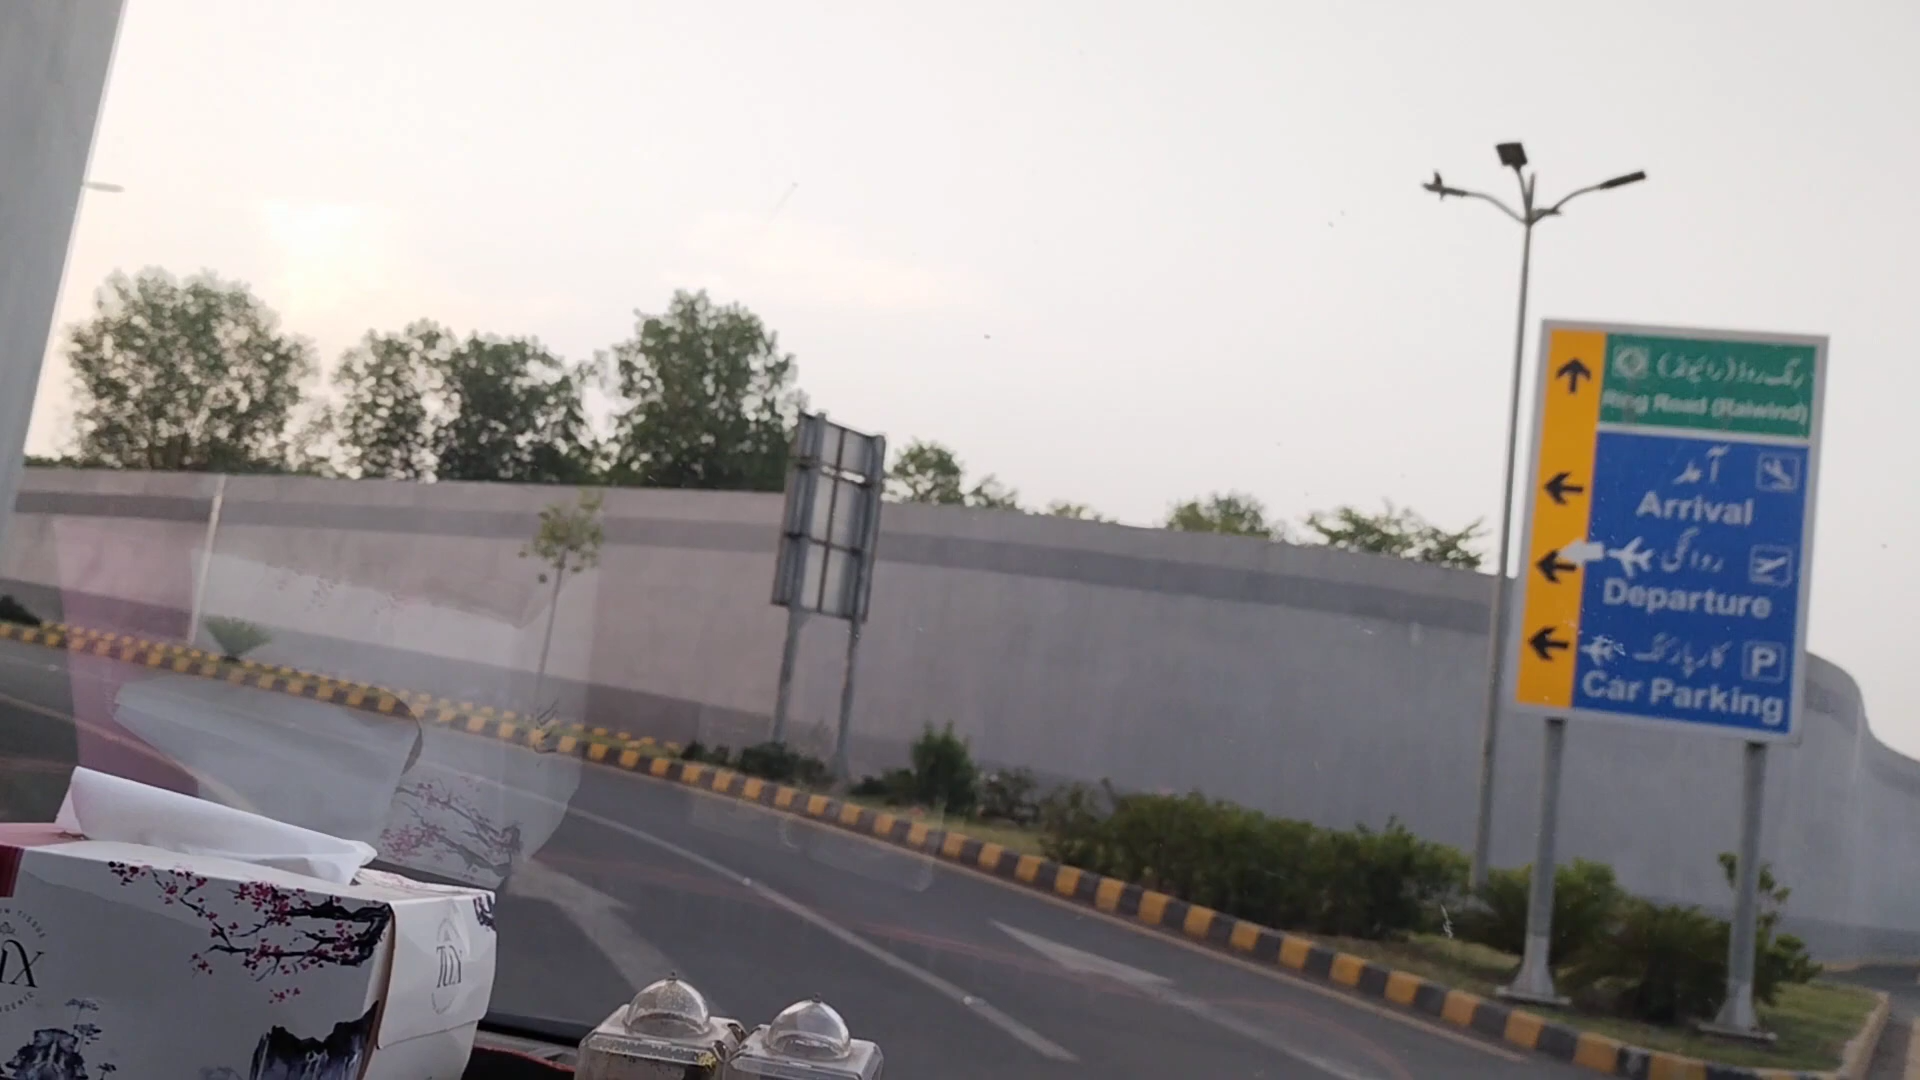 رنگ روڈ (رائیونڈ)
Ring Road (Raiwind)
آمد
Arrival
روانگی
Departure
کار پارکنگ
P
Car Parking